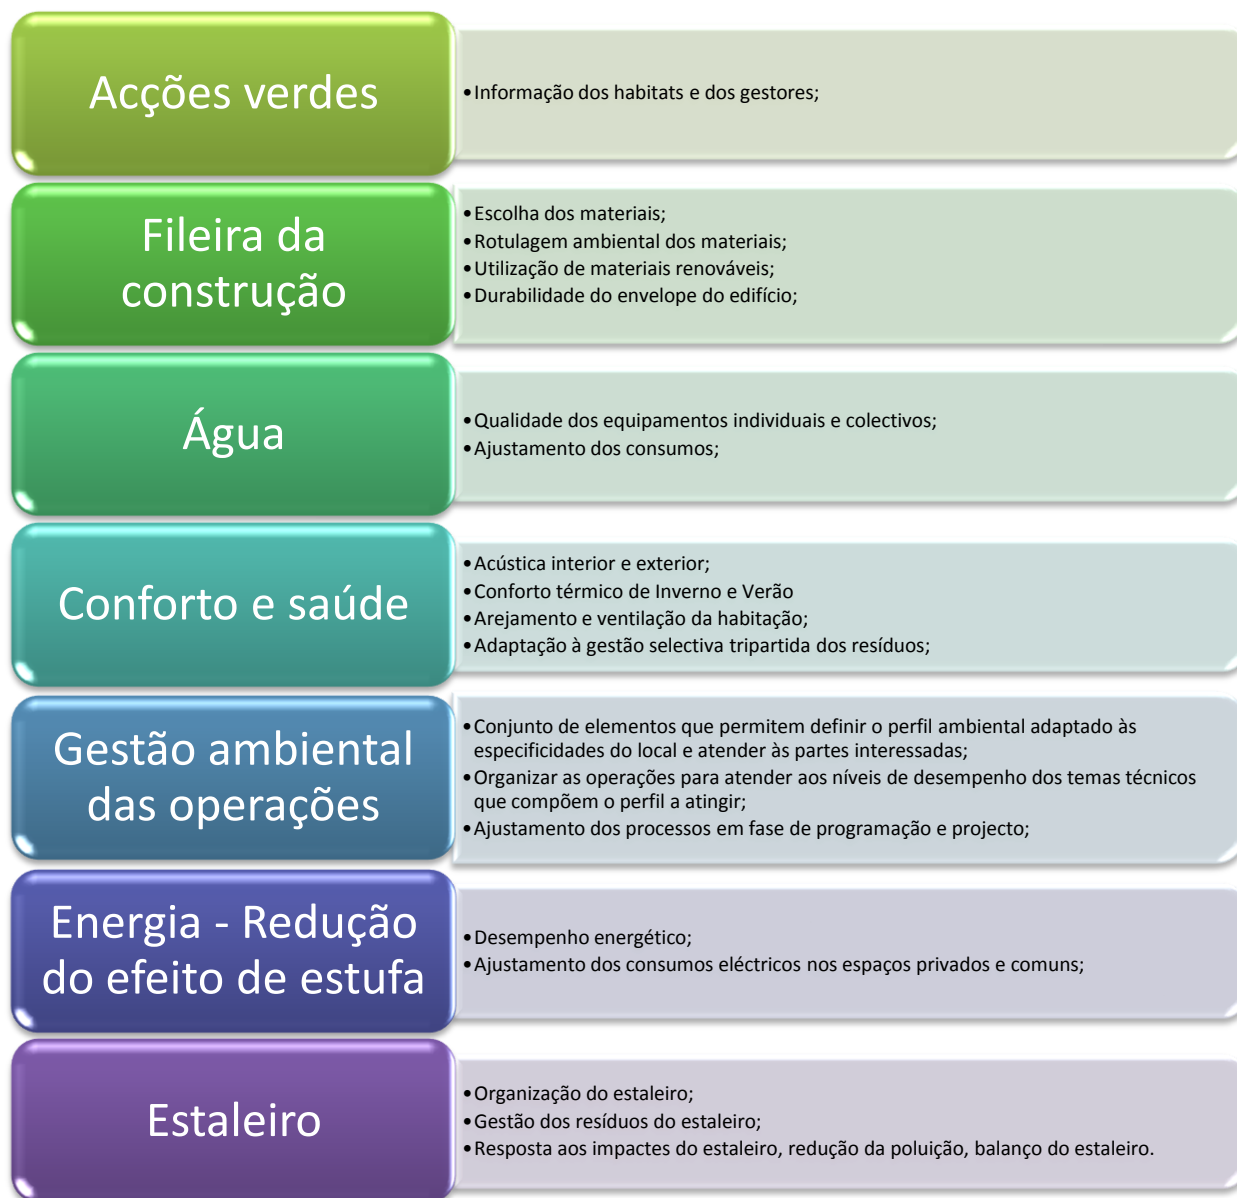 Acções verdes
•Informação dos habitats e dos gestores;
Fileira da
construção
•Escolha dos materiais;
•Rotulagem ambiental dos materiais;
•Utilização de materiais renováveis;
•Durabilidade do envelope do edifício;
Água
•Qualidade dos equipamentos individuais e colectivos;
•Ajustamento dos consumos;
Conforto e saúde
•Acústica interior e exterior;
•Conforto térmico de Inverno e Verão
•Arejamento e ventilação da habitação;
•Adaptação à gestão selectiva tripartida dos resíduos;
Gestão ambiental
das operações
•Conjunto de elementos que permitem definir o perfil ambiental adaptado às
especificidades do local e atender às partes interessadas;
•Organizar as operações para atender aos níveis de desempenho dos temas técnicos
que compõem o perfil a atingir;
•Ajustamento dos processos em fase de programação e projecto;
Energia - Redução
do efeito de estufa
•Desempenho energético;
•Ajustamento dos consumos eléctricos nos espaços privados e comuns;
Estaleiro
•Organização do estaleiro;
•Gestão dos resíduos do estaleiro;
•Resposta aos impactes do estaleiro, redução da poluição, balanço do estaleiro.